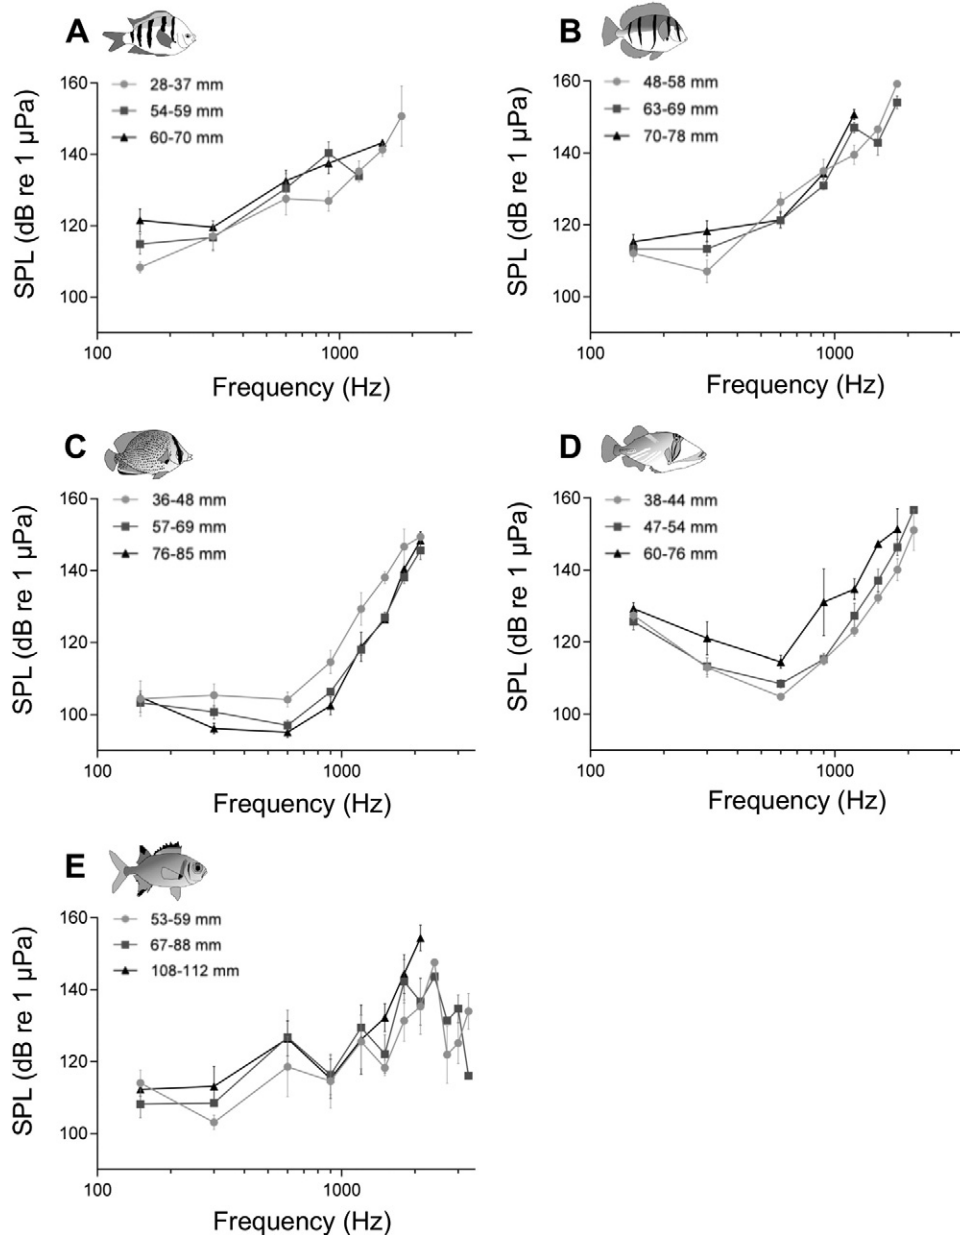 A
28-37 mm
54-59 mm
60-70 mm
160
140
120
100
SPL (dB re 1 μPa)
100
1000
Frequency (Hz)
B
48-58 mm
63-69 mm
70-78 mm
160
140
120
100
SPL (dB re 1 μPa)
100
1000
Frequency (Hz)
C
36-48 mm
57-69 mm
76-85 mm
160
140
120
100
SPL (dB re 1 μPa)
100
1000
Frequency (Hz)
D
38-44 mm
47-54 mm
60-76 mm
160
140
120
100
SPL (dB re 1 μPa)
100
1000
Frequency (Hz)
E
53-59 mm
67-88 mm
108-112 mm
160
140
120
100
SPL (dB re 1 μPa)
100
1000
Frequency (Hz)